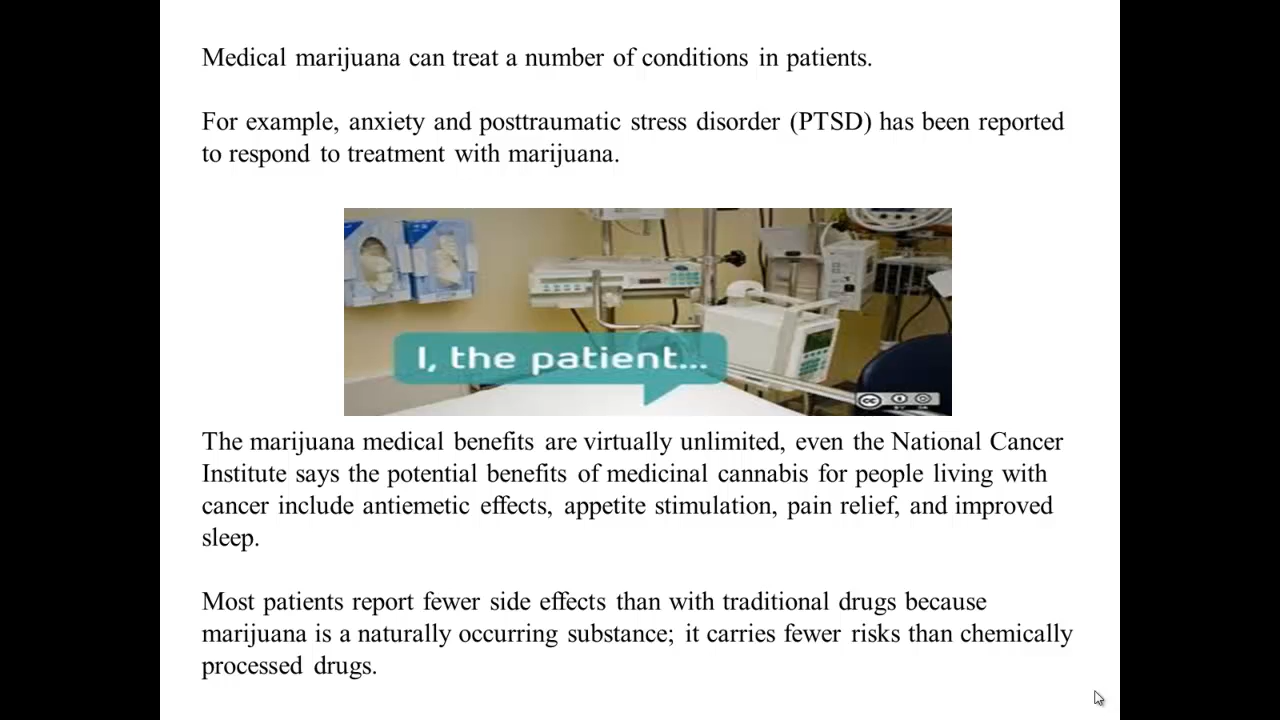 Medical marijuana can treat a number of conditions in patients.
For example, anxiety and posttraumatic stress disorder (PTSD) has been reported
to respond to treatment with marijuana.
I, the patient...
The marijuana medical benefits are virtually unlimited, even the National Cancer
Institute says the potential benefits of medicinal cannabis for people living with
cancer include antiemetic effects, appetite stimulation, pain relief, and improved
sleep.
Most patients report fewer side effects than with traditional drugs because
marijuana is a naturally occurring substance; it carries fewer risks than chemically
processed drugs.